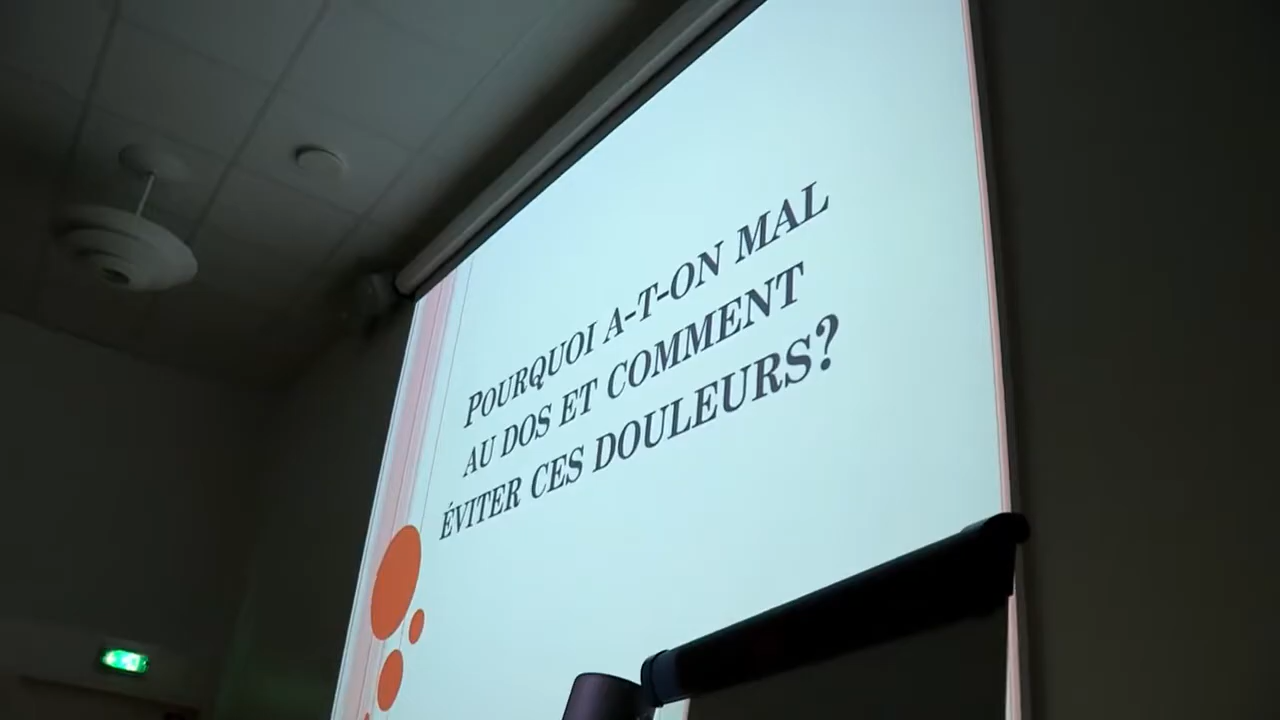 POURQUOI A-T-ON MAL
AU DOS ET COMMENT
ÉVITER CES DOULEURS?